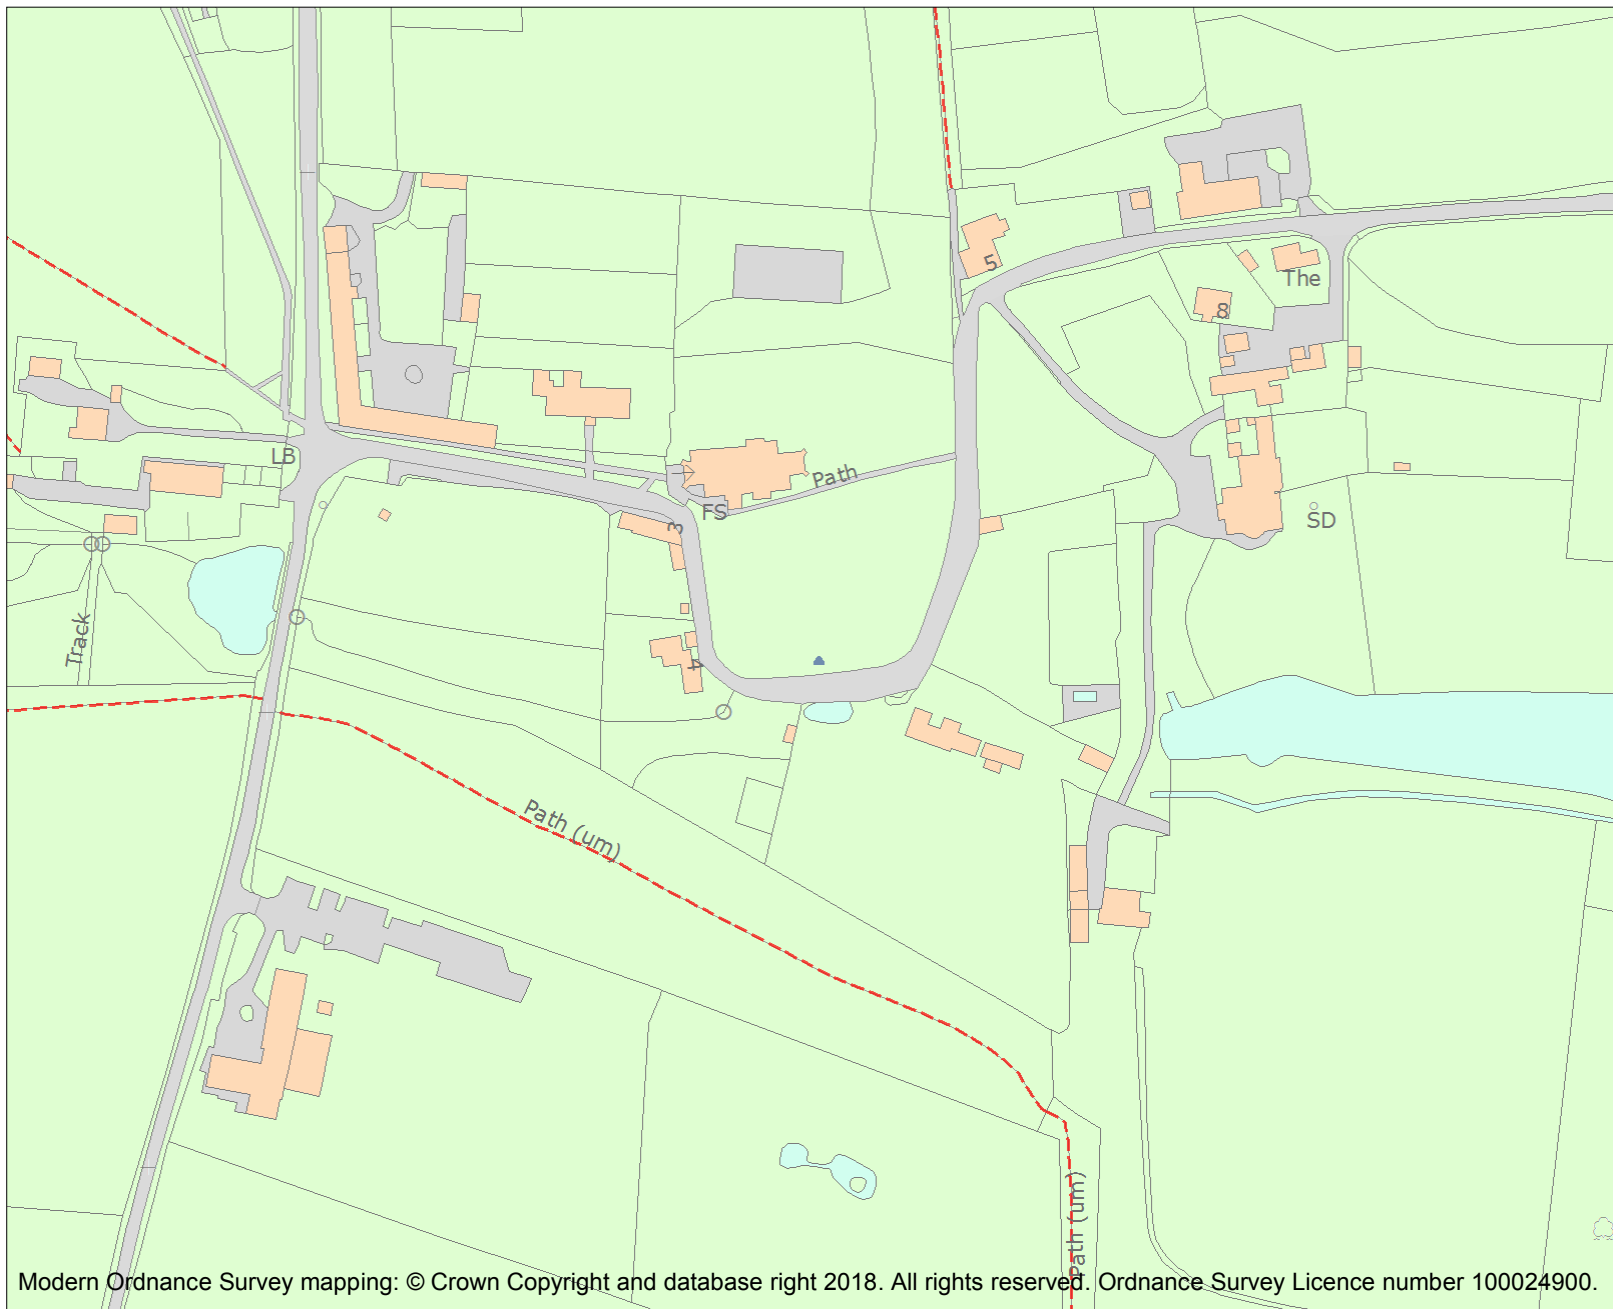 5
The
8
LB
Path
FS
3
SD
Track
4
Path (um)
Path (um)
Modern Ordnance Survey mapping: © Crown Copyright and database right 2018. All rights reserved. Ordnance Survey Licence number 100024900.